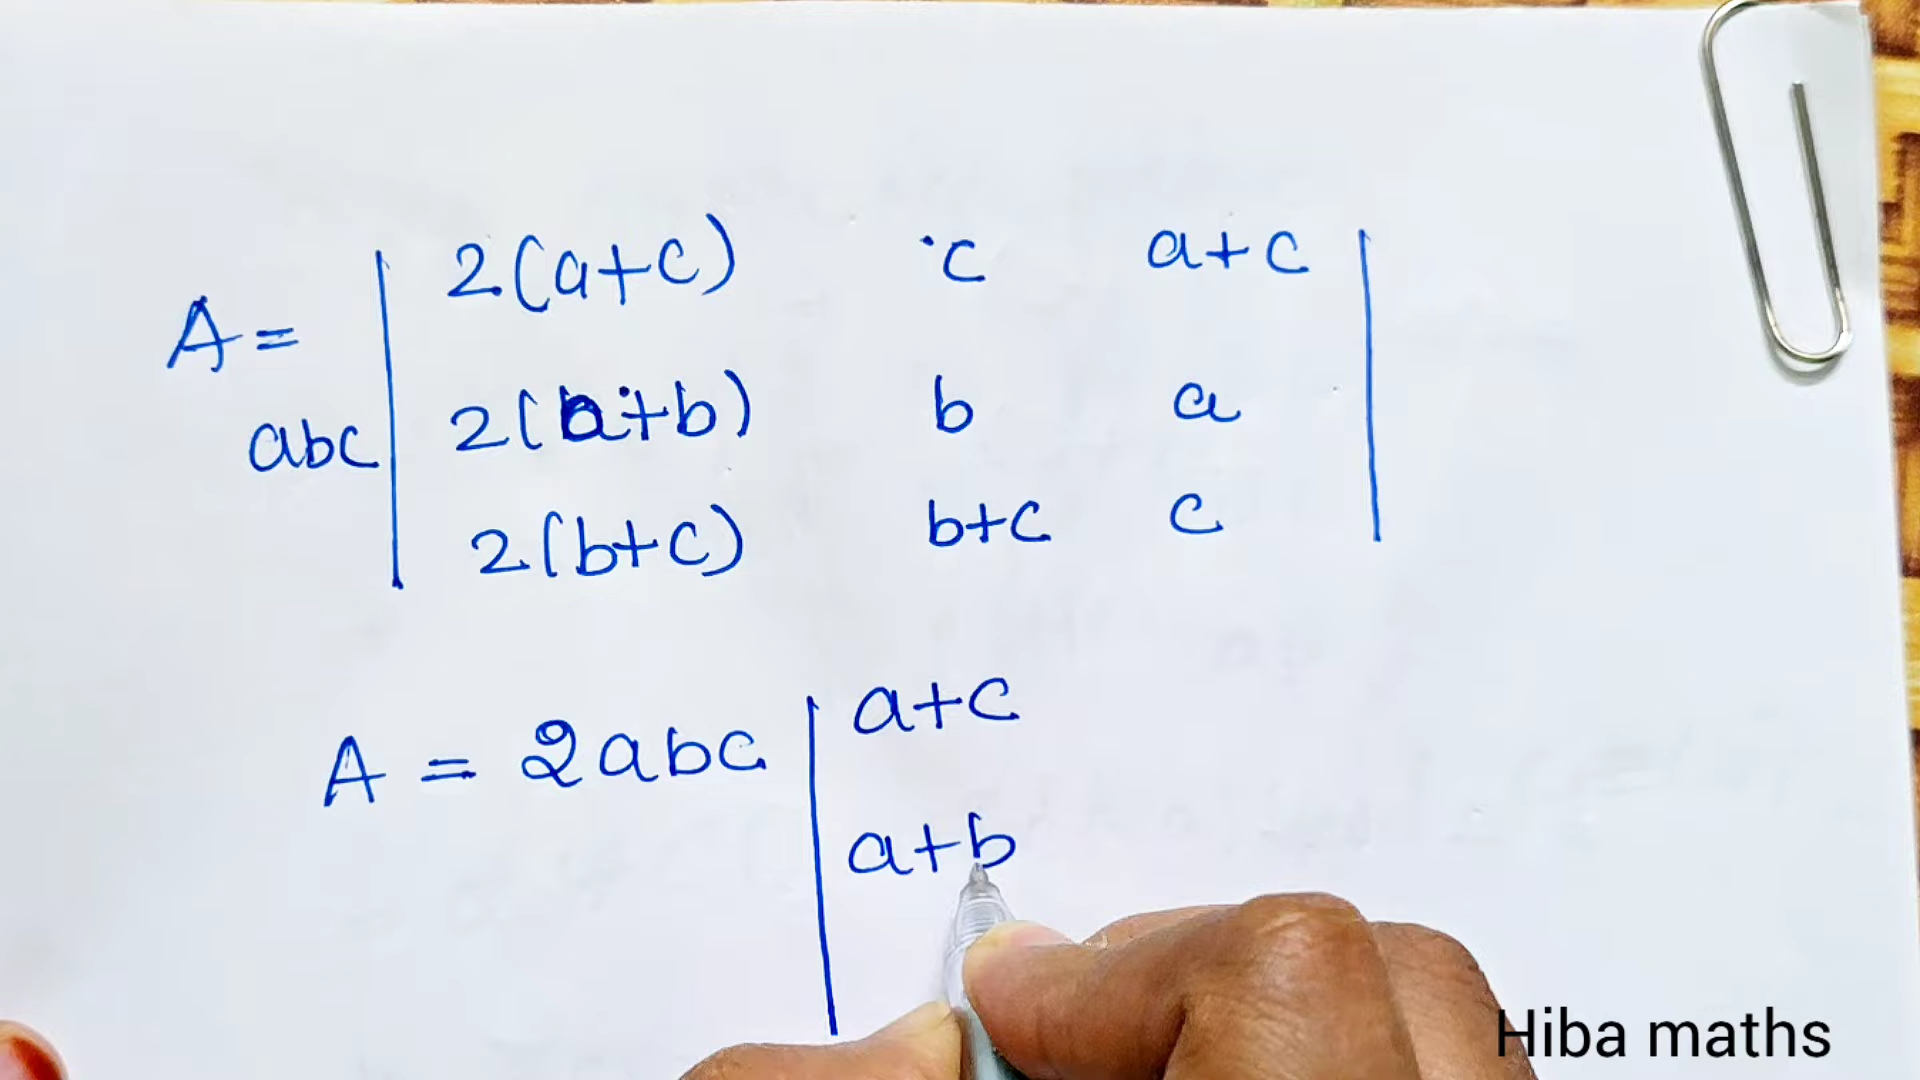 2(a+c) c a+c
A=
abc 2(a+b) b a
2(b+c) b+c c
A = 2abc a+c
a+b
Hiba maths